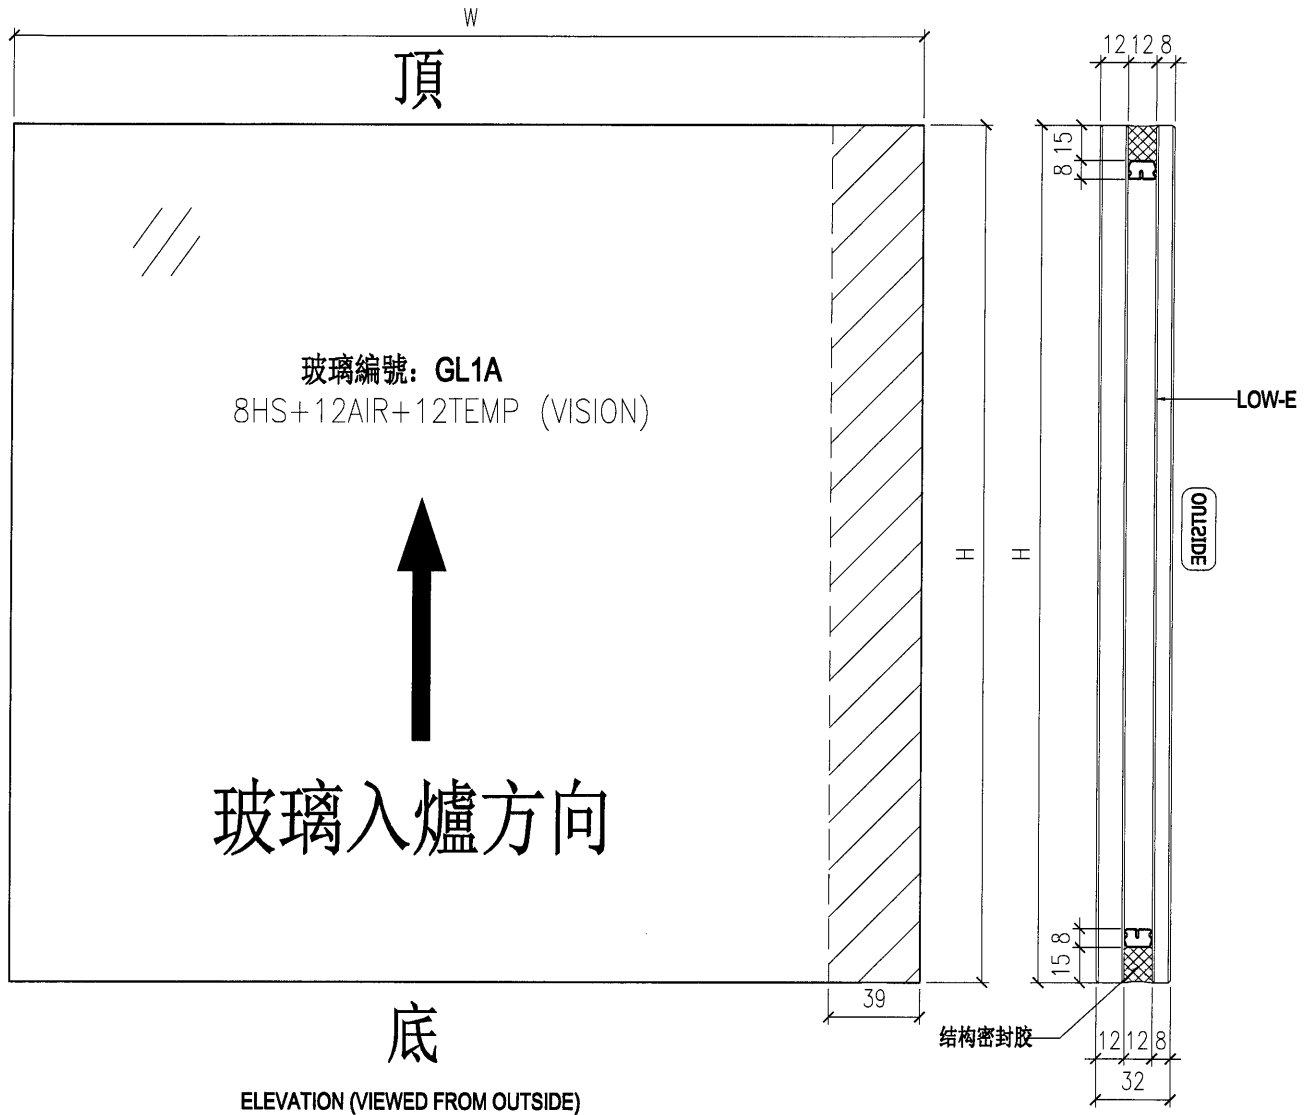 W
頂
12 12 8
15
8
玻璃編號：GL1A
8HS+12AIR+12TEMP (VISION)
LOW-E
OUTSIDE
H
H
玻璃入爐方向
8
15
39
底
结构密封胶
12 12 8
32
ELEVATION (VIEWED FROM OUTSIDE)